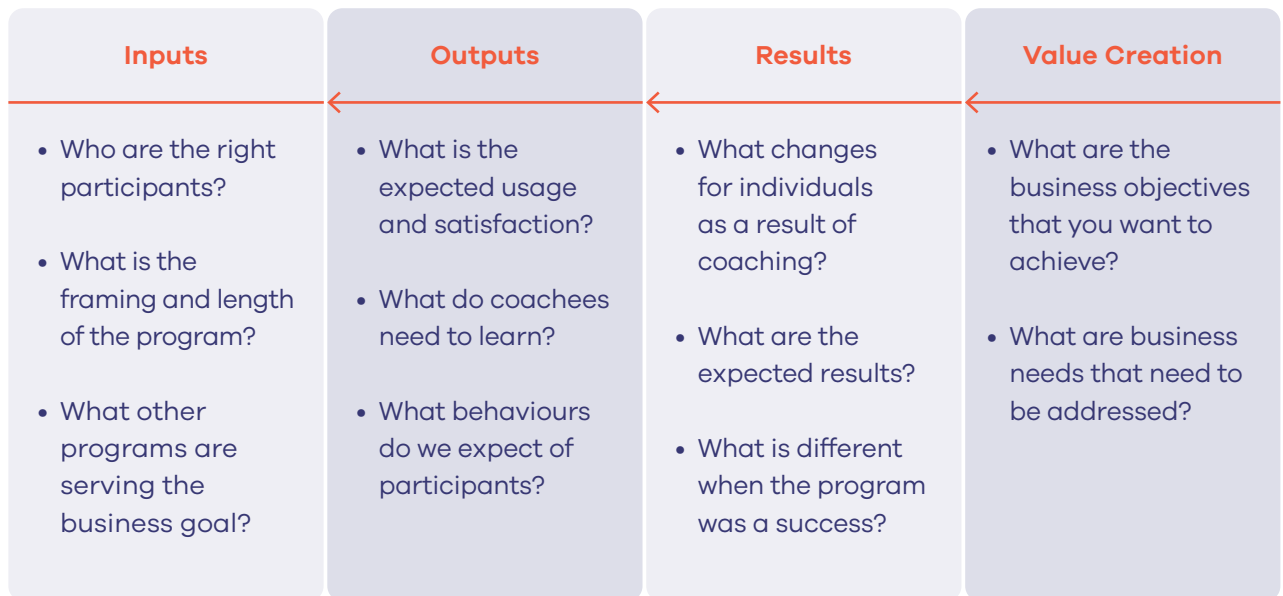 Inputs
• Who are the right
participants?
• What is the
framing and length
of the program?
• What other
programs are
serving the
business goal?
Outputs
• What is the
expected usage
and satisfaction?
• What do coachees
need to learn?
• What behaviours
do we expect of
participants?
Results
• What changes
for individuals
as a result of
coaching?
• What are the
expected results?
• What is different
when the program
was a success?
Value Creation
• What are the
business objectives
that you want to
achieve?
• What are business
needs that need to
be addressed?